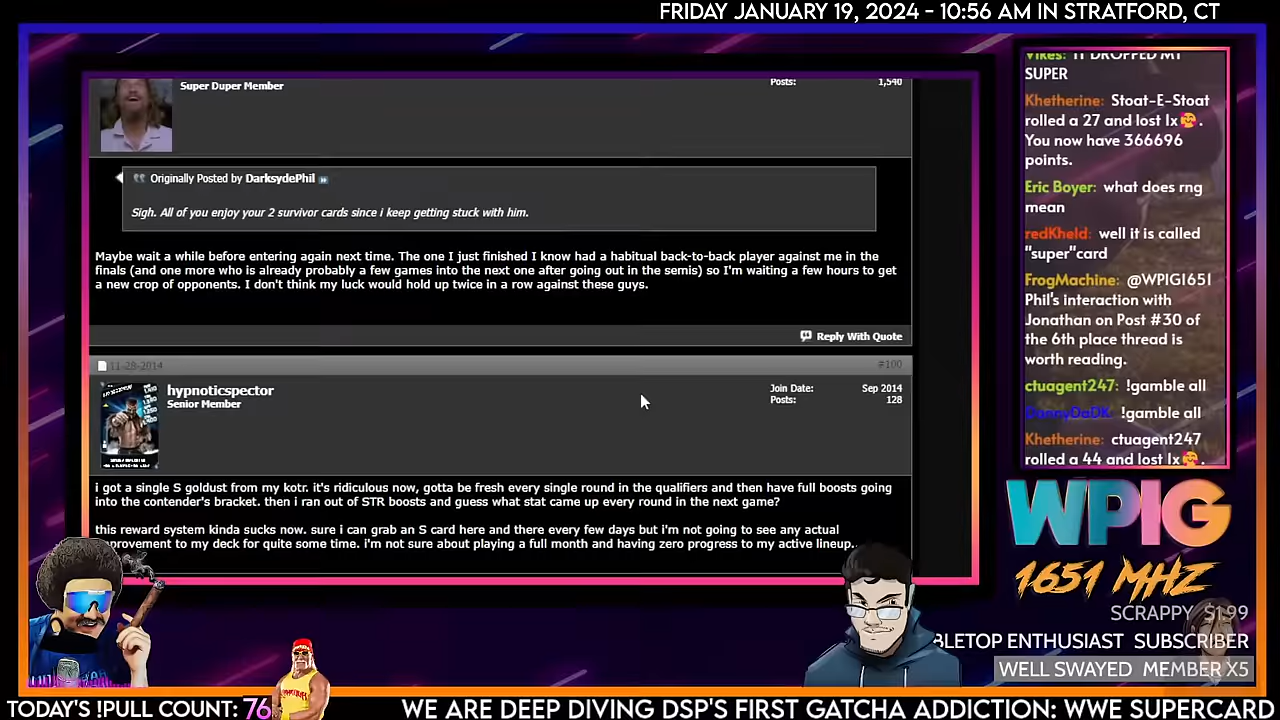 FRIDAY JANUARY 19, 2024 - 10:56 AM IN STRATFORD, CT
Super Duper Member
Posts: 1,540
Originally Posted by DarksydePhil
Sigh. All of you enjoy your 2 survivor cards since i keep getting stuck with him.
Maybe wait a while before entering again next time. The one I just finished I know had a habitual back-to-back player against me in the
finals (and one more who is already probably a few games into the next one after going out in the semis) so I'm waiting a few hours to get
a new crop of opponents. I don't think my luck would hold up twice in a row against these guys.
Reply With Quote
11-28-2014 #100
hypnoticspector
Senior Member
Join Date: Sep 2014
Posts: 128
i got a single S goldust from my kotr. it's ridiculous now, gotta be fresh every single round in the qualifiers and then have full boosts going
into the contender's bracket. then i ran out of STR boosts and guess what stat came up every round in the next game?
this reward system kinda sucks now. sure i can grab an S card here and there every few days but i'm not going to see any actual
improvement to my deck for quite some time. i'm not sure about playing a full month and having zero progress to my active lineup..
Vikes: IT DROPPED MY
SUPER
Khetherine: Stoat-E-Stoat
rolled a 27 and lost 1x🥰.
You now have 366696
points.
Eric Boyer: what does rng
mean
redKheld: well it is called
"super"card
FrogMachine: @WPIG1651
Phil's interaction with
Jonathan on Post #30 of
the 6th place thread is
worth reading.
ctuagent247: !gamble all
DannyDaDK: !gamble all
Khetherine: ctuagent247
rolled a 44 and lost 1x🥰.
WPIG
1651 MHZ
SCRAPPY $1.99
BLETOP ENTHUSIAST SUBSCRIBER
WELL SWAYED MEMBER X5
TODAY'S !PULL COUNT: 76
WE ARE DEEP DIVING DSP'S FIRST GATCHA ADDICTION: WWE SUPERCARD